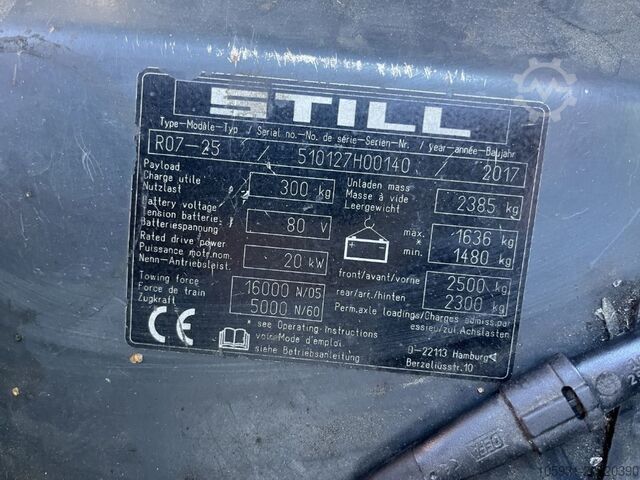 STILL
Type-Modèle-Typ / Serial no.-No. de série-Serien-Nr. / year-année-Baujahr
R07-25 / 510127H00140 / 2017
Payload
Charge utile
Nutzlast
300 kg
Unladen mass
Masse à vide
Leergewicht
2385 kg
Battery voltage
Tension batterie
Batteriespannung
80 V
max. 1636 kg
* *
min. 1480 kg
Rated drive power
Puissance motr.nom.
Nenn-Antriebsleist.
20 kW
front/avant/vorne 2500 kg
rear/arr./hinten 2300 kg
Perm.axle loadings/Charges admiss.par
essieu/zul.Achslasten
Towing force
Force de train
Zugkraft
16000 N/05
5000 N/60
CE
* see Operating-Instructions
voir Mode d'emploi
siehe Betriebsanleitung
D-22113 Hamburg
Berzeliusstr.10